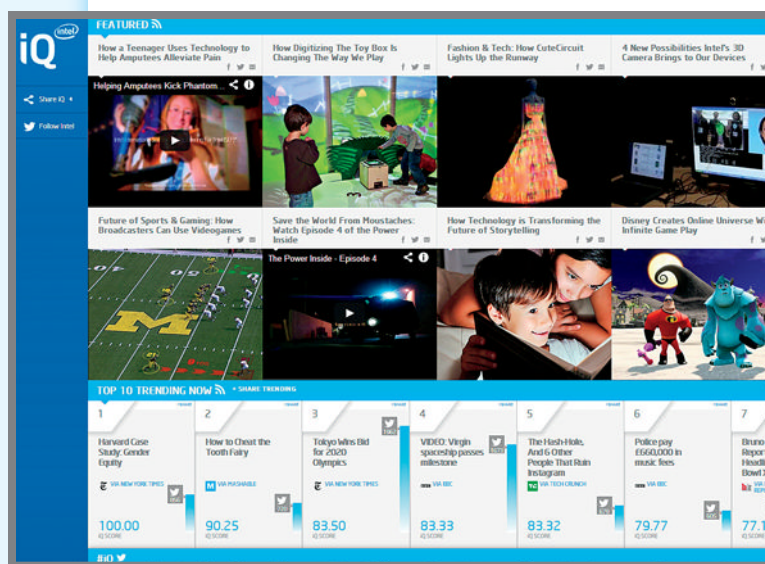 FEATURED
intel
iQ
How a Teenager Uses Technology to
Help Amputees Alleviate Pain
How Digitizing The Toy Box Is
Changing The Way We Play
Fashion & Tech: How CuteCircuit
Lights Up the Runway
4 New Possibilities Intel's 3D
Camera Brings to Our Devices
Share iQ
Follow Intel
Helping Amputees Kick Phantom...
Future of Sports & Gaming: How
Broadcasters Can Use Videogames
Save the World From Moustaches:
Watch Episode 4 of the Power
Inside
How Technology is Transforming the
Future of Storytelling
Disney Creates Online Universe Wi
Infinite Game Play
The Power Inside - Episode 4
M
TOP 10 TRENDING NOW
+ SHARE TRENDING
1
Harvard Case
Study: Gender
Equity
VIA NEW YORK TIMES
100.00
iQ SCORE
2
How to Cheat the
Tooth Fairy
M VIA MASHABLE
90.25
iQ SCORE
3
Tokyo Wins Bid
for 2020
Olympics
VIA NEW YORK TIMES
83.50
iQ SCORE
4
VIDEO: Virgin
spaceship passes
milestone
VIA BBC
83.33
iQ SCORE
5
The Hash-Hole,
And 6 Other
People That Ruin
Instagram
VIA TECH CRUNCH
83.32
iQ SCORE
6
Police pay
£660,000 in
music fees
VIA BBC
79.77
iQ SCORE
7
Bruno
Repor
Headli
Bowl X
77.1
iQ SCORE
#iQ